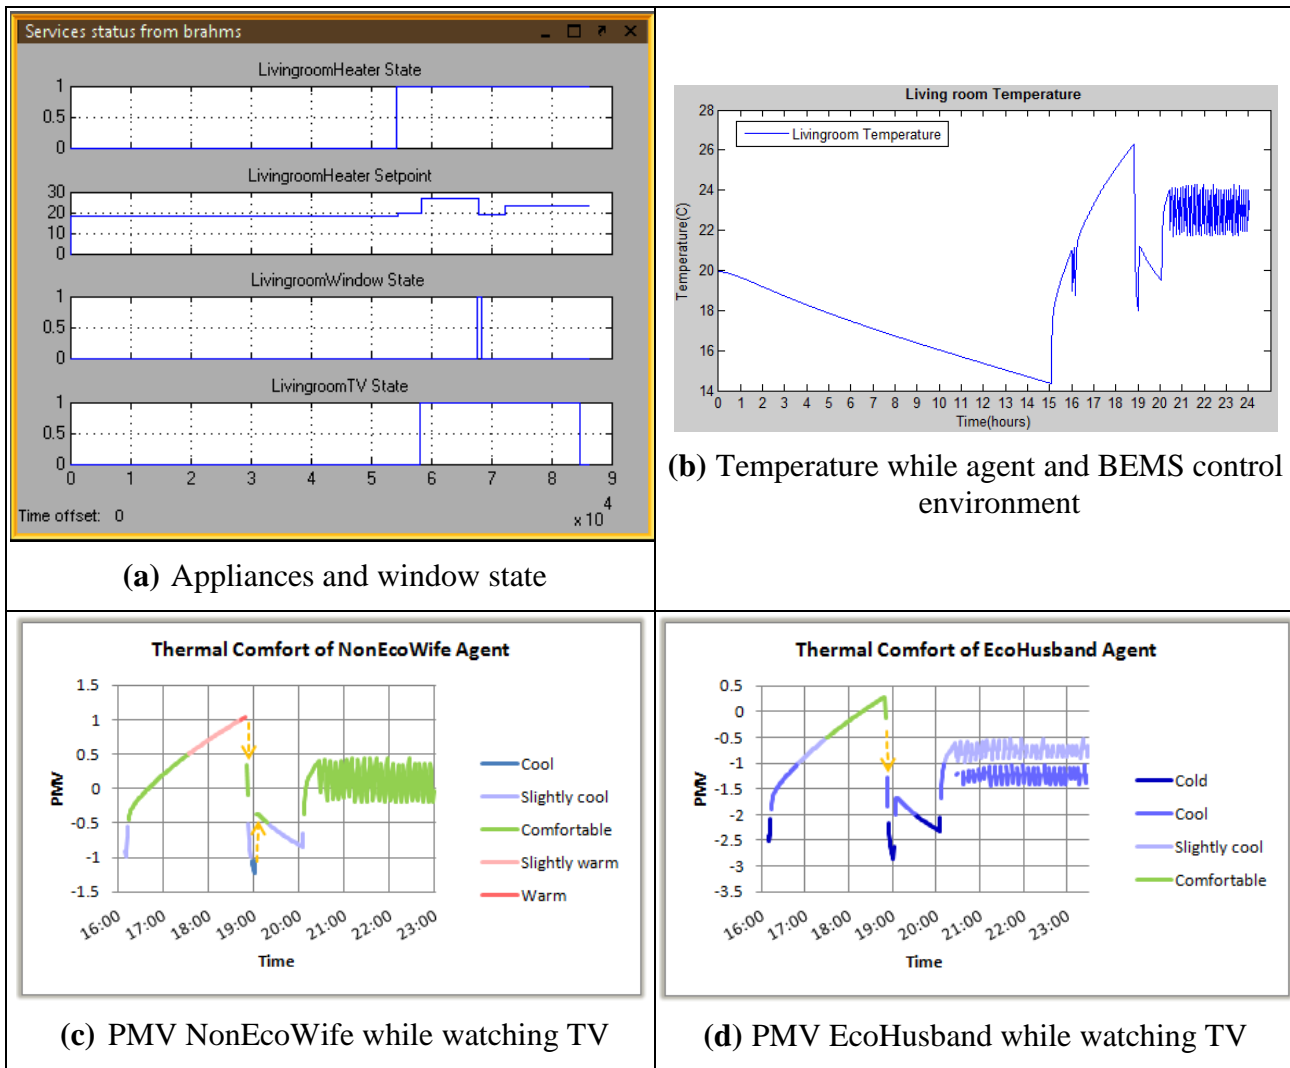 Services status from brahms
LivingroomHeater State
1
0.5
0
LivingroomHeater Setpoint
30
20
10
0
LivingroomWindow State
1
0.5
0
LivingroomTV State
1
0.5
0
0 1 2 3 4 5 6 7 8 9
Time offset: 0
x 10
4
(a) Appliances and window state
Living room Temperature
Livingroom Temperature
Temperature(C)
28
26
24
22
20
18
16
14
0 1 2 3 4 5 6 7 8 9 10 11 12 13 14 15 16 17 18 19 20 21 22 23 24
Time(hours)
(b) Temperature while agent and BEMS control
environment
Thermal Comfort of NonEcoWife Agent
PMV
1.5
1
0.5
0
-0.5
-1
-1.5
16:00 17:00 18:00 19:00 20:00 21:00 22:00 23:00
Time
Cool
Slightly cool
Comfortable
Slightly warm
Warm
(c) PMV NonEcoWife while watching TV
Thermal Comfort of EcoHusband Agent
PMV
0.5
0
-0.5
-1
-1.5
-2
-2.5
-3
-3.5
16:00 17:00 18:00 19:00 20:00 21:00 22:00 23:00
Time
Cold
Cool
Slightly cool
Comfortable
(d) PMV EcoHusband while watching TV